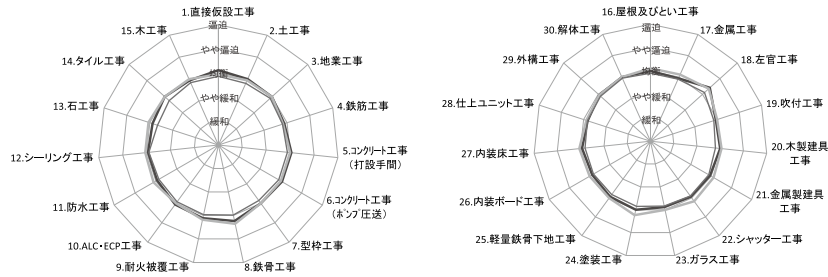 1.直接仮設工事
2.土工事
3.地業工事
4.鉄筋工事
5.コンクリート工事
(打設手間)
6.コンクリート工事
(ポンプ圧送)
7.型枠工事
8.鉄骨工事
9.耐火被覆工事
10.ALC・ECP工事
11.防水工事
12.シーリング工事
13.石工事
14.タイル工事
15.木工事
逼迫
やや逼迫
均衡
やや緩和
緩和
16.屋根及びとい工事
17.金属工事
18.左官工事
19.吹付工事
20.木製建具
工事
21.金属製建具
工事
22.シャッター工事
23.ガラス工事
24.塗装工事
25.軽量鉄骨下地工事
26.内装ボード工事
27.内装床工事
28.仕上ユニット工事
29.外構工事
30.解体工事
逼迫
やや逼迫
均衡
やや緩和
緩和